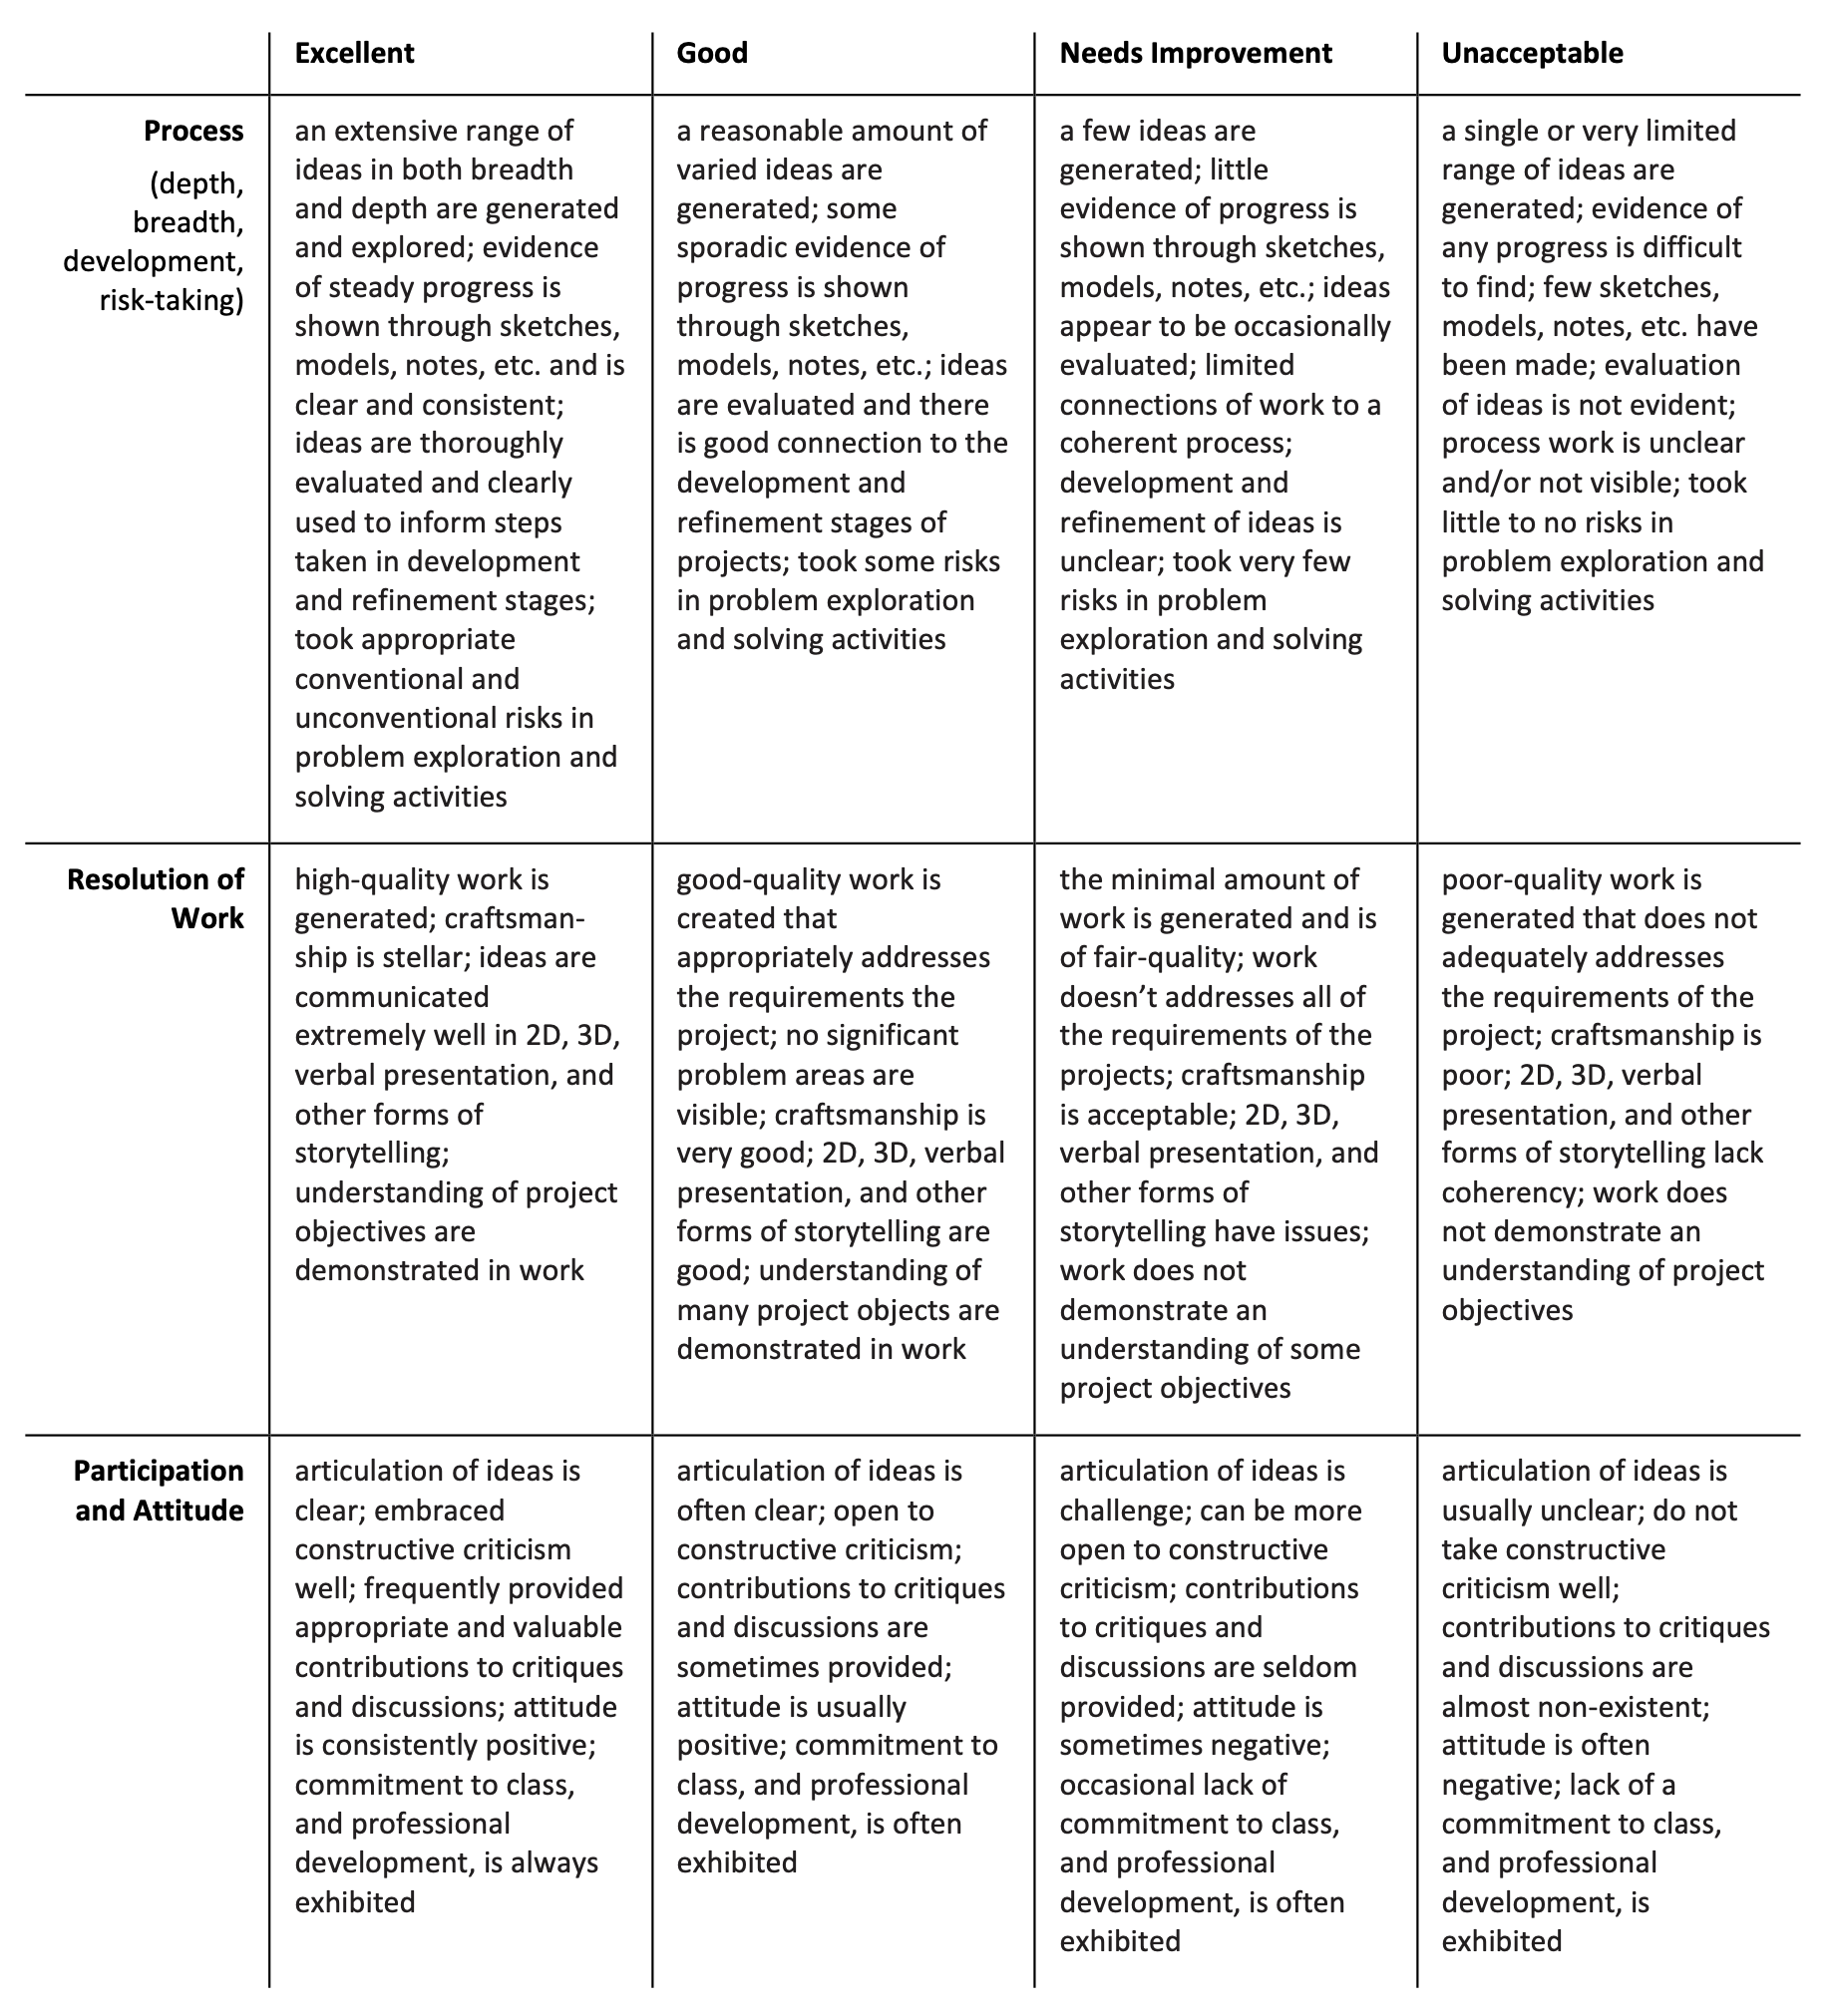 Excellent
Good
Needs Improvement
Unacceptable
Process
(depth,
breadth,
development,
risk-taking)
an extensive range of
ideas in both breadth
and depth are generated
and explored; evidence
of steady progress is
shown through sketches,
models, notes, etc. and is
clear and consistent;
ideas are thoroughly
evaluated and clearly
used to inform steps
taken in development
and refinement stages;
took appropriate
conventional and
unconventional risks in
problem exploration and
solving activities
a reasonable amount of
varied ideas are
generated; some
sporadic evidence of
progress is shown
through sketches,
models, notes, etc.; ideas
are evaluated and there
is good connection to the
development and
refinement stages of
projects; took some risks
in problem exploration
and solving activities
a few ideas are
generated; little
evidence of progress is
shown through sketches,
models, notes, etc.; ideas
appear to be occasionally
evaluated; limited
connections of work to a
coherent process;
development and
refinement of ideas is
unclear; took very few
risks in problem
exploration and solving
activities
a single or very limited
range of ideas are
generated; evidence of
any progress is difficult
to find; few sketches,
models, notes, etc. have
been made; evaluation
of ideas is not evident;
process work is unclear
and/or not visible; took
little to no risks in
problem exploration and
solving activities
Resolution of
Work
high-quality work is
generated; craftsman-
ship is stellar; ideas are
communicated
extremely well in 2D, 3D,
verbal presentation, and
other forms of
storytelling;
understanding of project
objectives are
demonstrated in work
good-quality work is
created that
appropriately addresses
the requirements the
project; no significant
problem areas are
visible; craftsmanship is
very good; 2D, 3D, verbal
presentation, and other
forms of storytelling are
good; understanding of
many project objects are
demonstrated in work
the minimal amount of
work is generated and is
of fair-quality; work
doesn’t addresses all of
the requirements of the
projects; craftsmanship
is acceptable; 2D, 3D,
verbal presentation, and
other forms of
storytelling have issues;
work does not
demonstrate an
understanding of some
project objectives
poor-quality work is
generated that does not
adequately addresses
the requirements of the
project; craftsmanship is
poor; 2D, 3D, verbal
presentation, and other
forms of storytelling lack
coherency; work does
not demonstrate an
understanding of project
objectives
Participation
and Attitude
articulation of ideas is
clear; embraced
constructive criticism
well; frequently provided
appropriate and valuable
contributions to critiques
and discussions; attitude
is consistently positive;
commitment to class,
and professional
development, is always
exhibited
articulation of ideas is
often clear; open to
constructive criticism;
contributions to critiques
and discussions are
sometimes provided;
attitude is usually
positive; commitment to
class, and professional
development, is often
exhibited
articulation of ideas is
challenge; can be more
open to constructive
criticism; contributions
to critiques and
discussions are seldom
provided; attitude is
sometimes negative;
occasional lack of
commitment to class,
and professional
development, is often
exhibited
articulation of ideas is
usually unclear; do not
take constructive
criticism well;
contributions to critiques
and discussions are
almost non-existent;
attitude is often
negative; lack of a
commitment to class,
and professional
development, is
exhibited